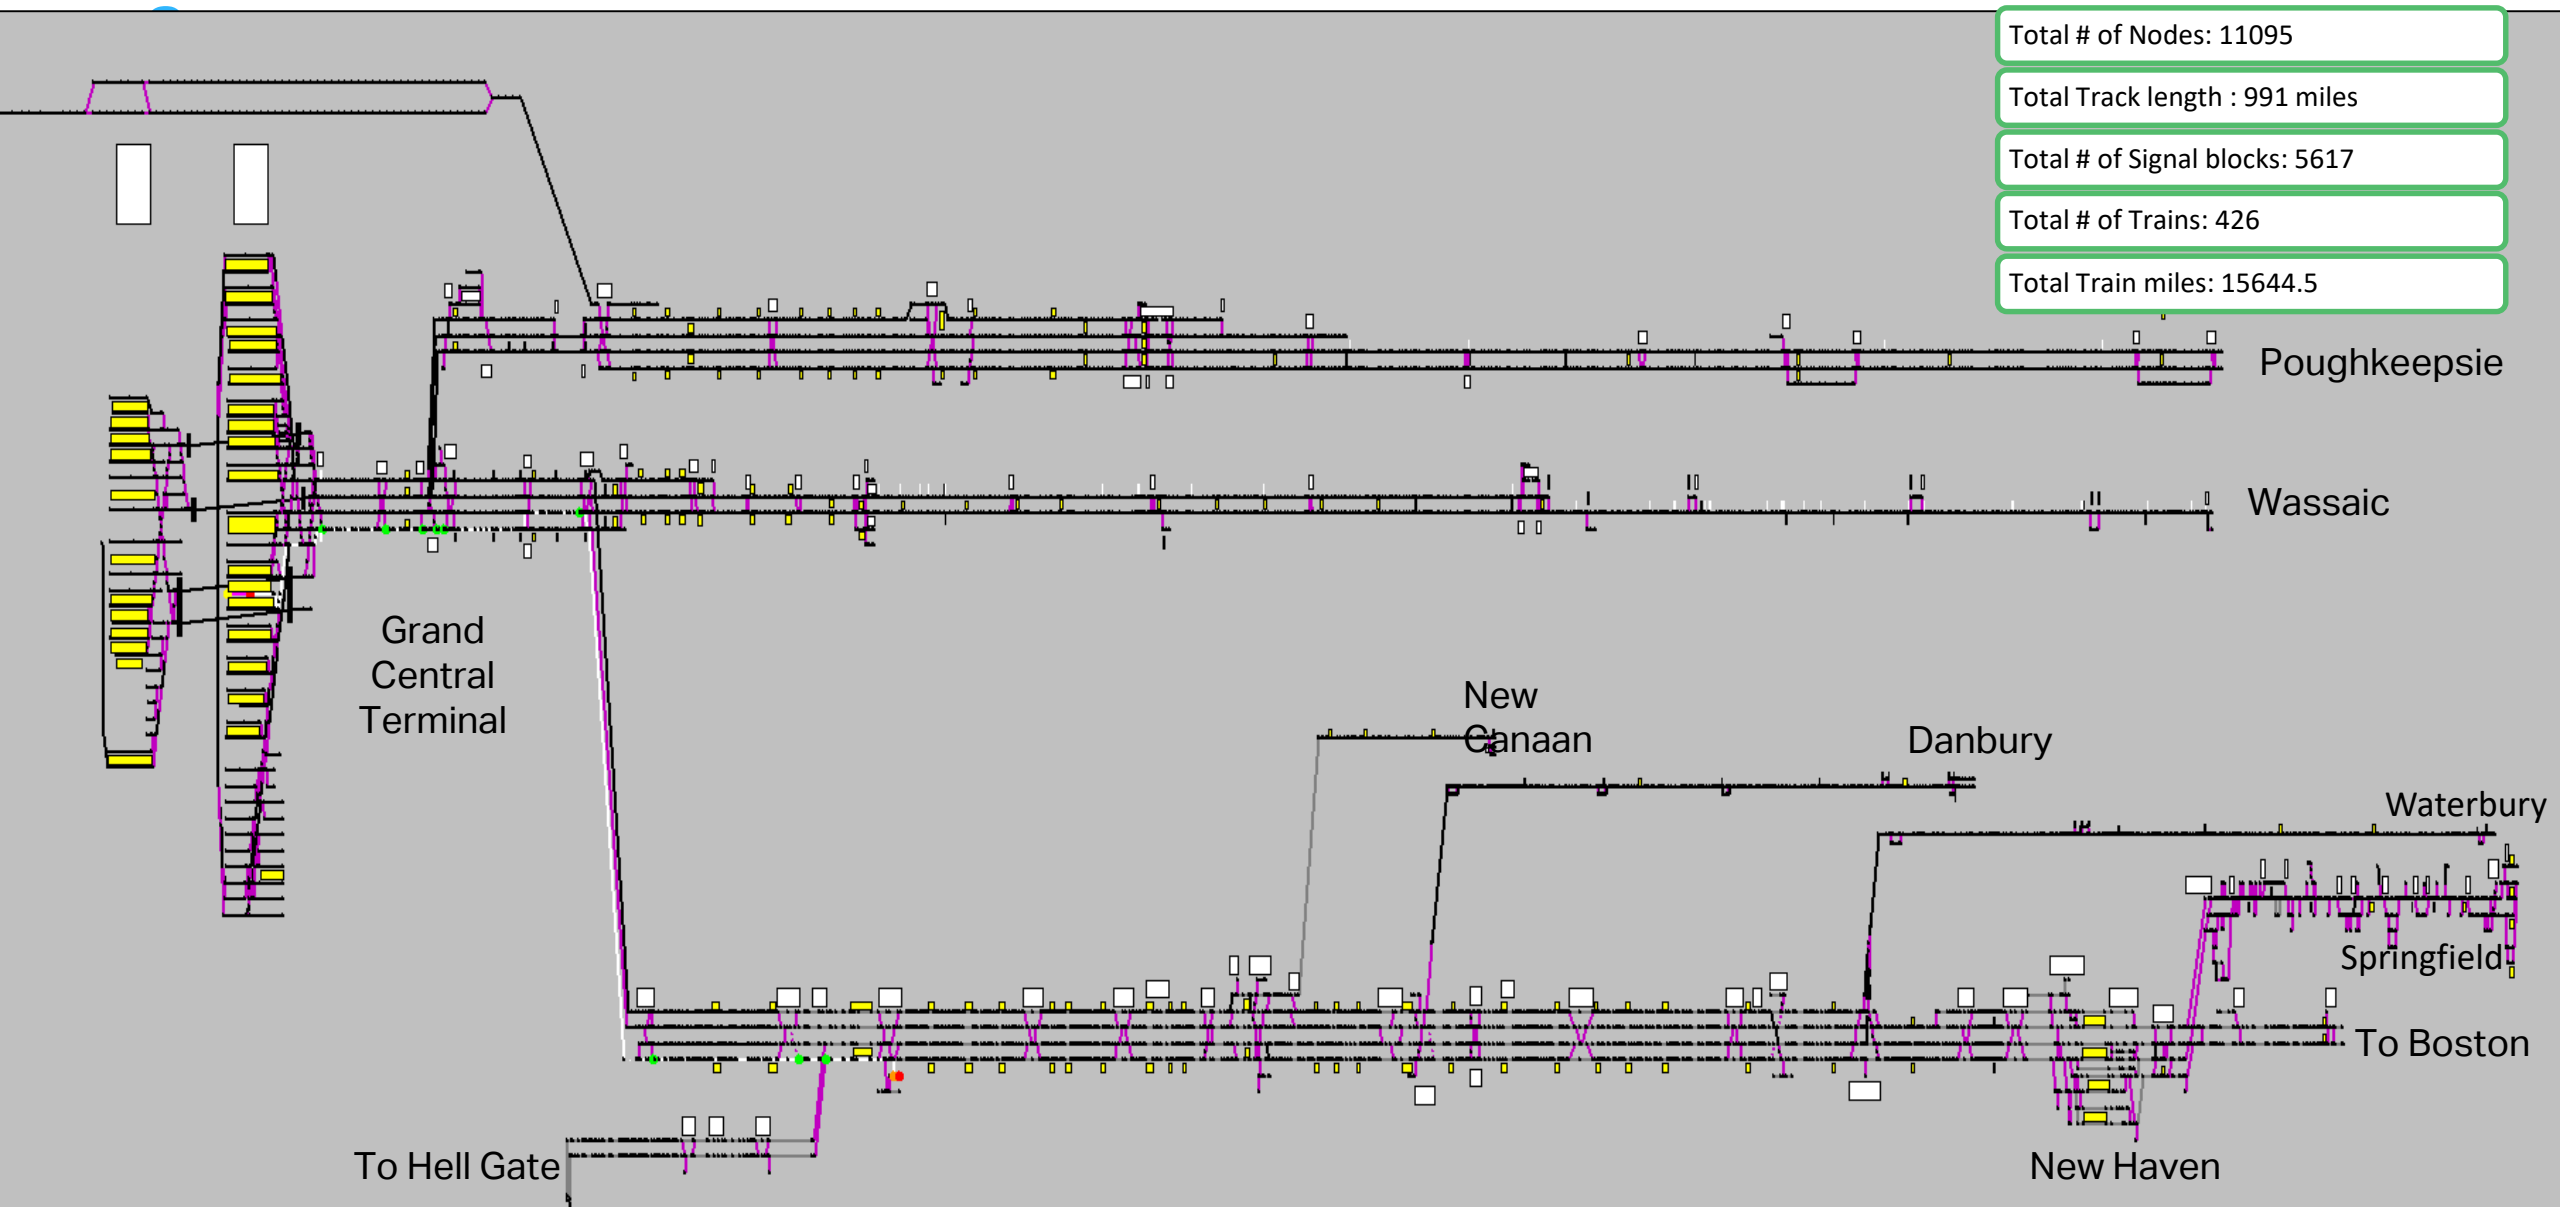 Total # of Nodes: 11095
Total Track length : 991 miles
Total # of Signal blocks: 5617
Total # of Trains: 426
Total Train miles: 15644.5
Poughkeepsie
Wassaic
Grand
Central
Terminal
New
Canaan
Danbury
Waterbury
Springfield
To Boston
To Hell Gate
New Haven